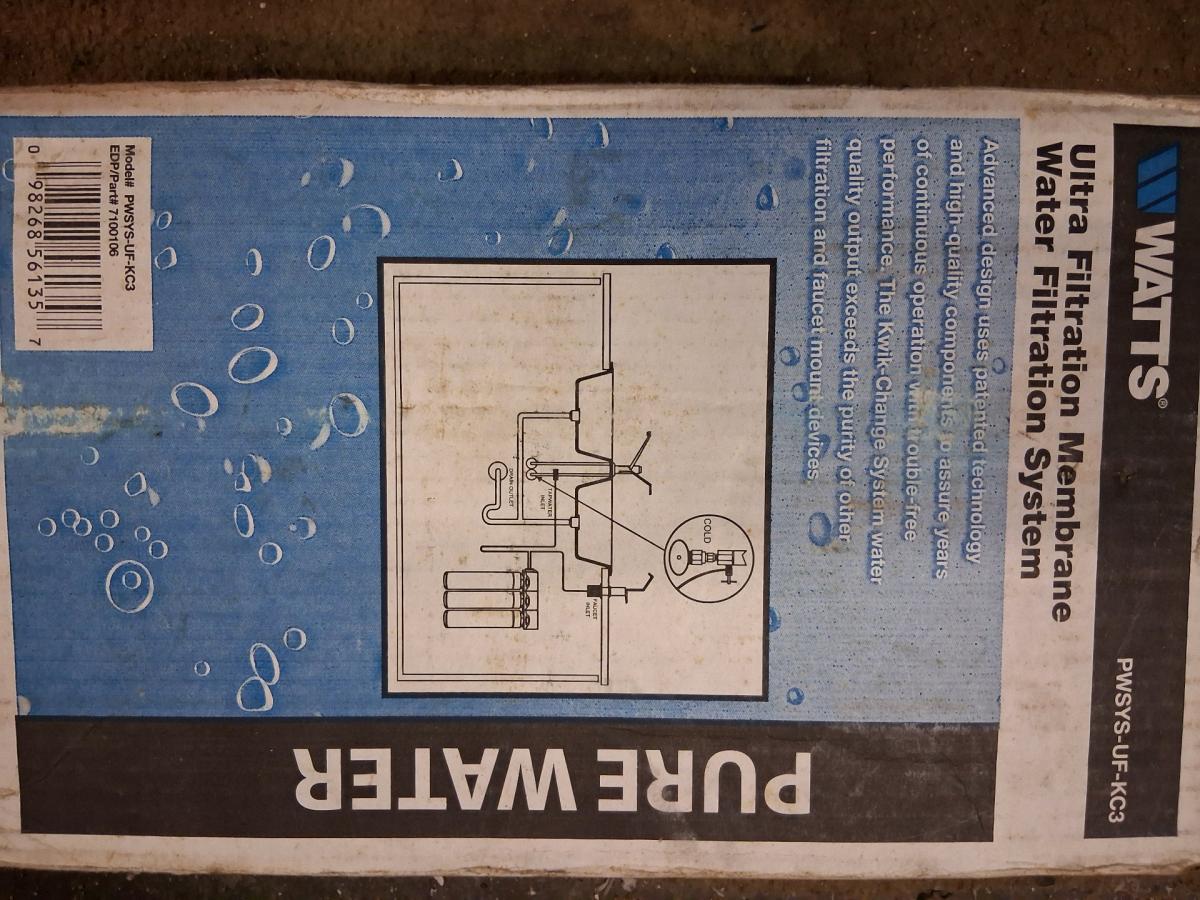 WATTS®
PWSYS-UF-KC3
Ultra Filtration Membrane
Water Filtration System
Advanced design uses patented technology
and high-quality components to assure years
of continuous operation with trouble-free
performance. The Kwik-Change System water
quality output exceeds the purity of other
filtration and faucet mount devices.
COLD
FAUCET
INLET
TAPWATER
INLET
DRAIN OUTLET
Model# PWSYS-UF-KC3
EDP/Part# 7100106
0 98268 56135 7
PURE WATER